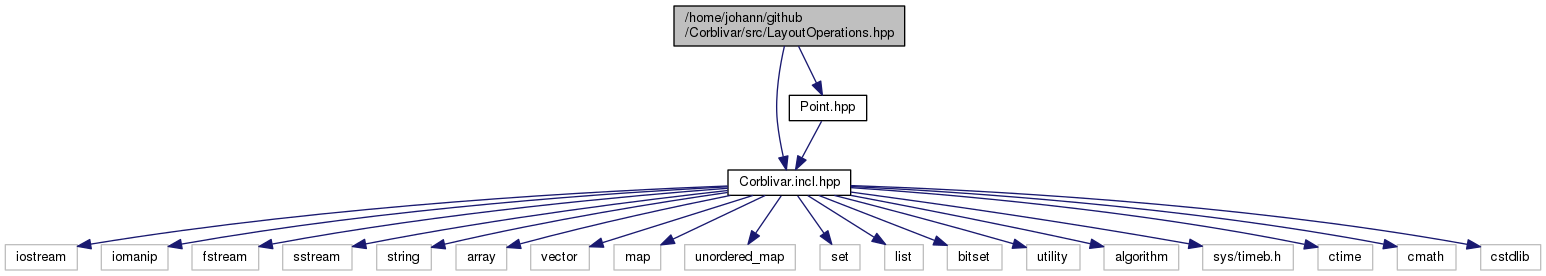 /home/johann/github
/Corblivar/src/LayoutOperations.hpp
Point.hpp
Corblivar.incl.hpp
iostream
iomanip
fstream
sstream
string
array
vector
map
unordered_map
set
list
bitset
utility
algorithm
sys/timeb.h
ctime
cmath
cstdlib